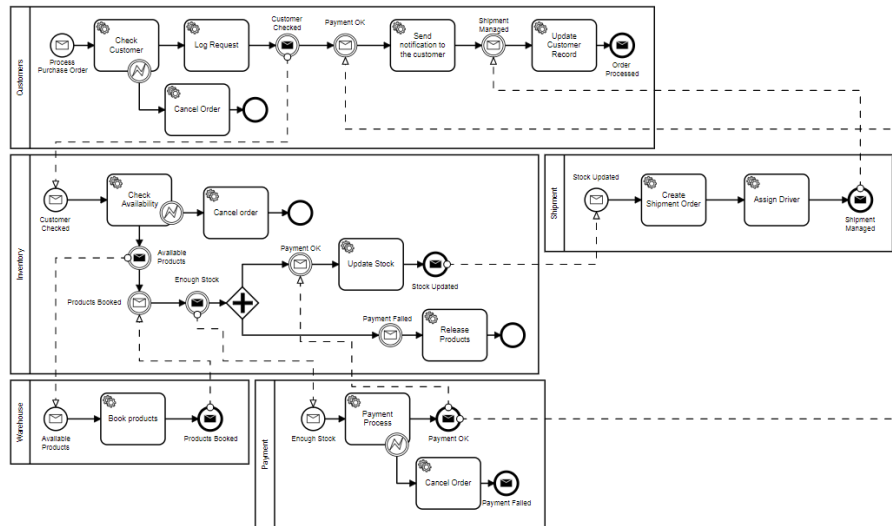 Customers
Process
Purchase Order
Check
Customer
Log Request
Customer
Checked
Payment OK
Send
notification to
the customer
Shipment
Managed
Update
Customer
Record
Order
Processed
Cancel Order
Inventory
Customer
Checked
Check
Availability
Cancel order
Available
Products
Products Booked
Enough Stock
Payment OK
Update Stock
Stock Updated
Payment Failed
Release
Products
Shipment
Stock Updated
Create
Shipment Order
Assign Driver
Shipment
Managed
Warehouse
Available
Products
Book products
Products Booked
Payment
Enough Stock
Payment
Process
Payment OK
Cancel Order
Payment Failed